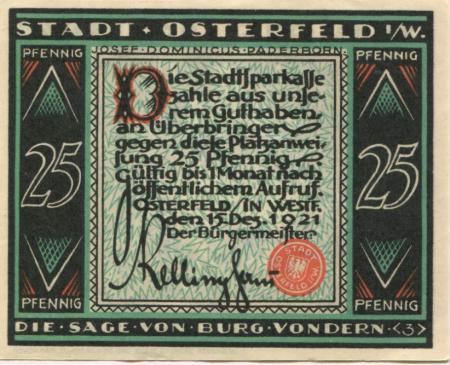 STADT · OSTERFELD I/W.
PFENNIG
PFENNIG
JOSEF·DOMINICUS·PADERBORN
Die Stadtsparkasse
zahle aus unse-
rem Guthaben
an Überbringer
gegen diese Platzanwei-
sung 25 Pfennig
Gültig bis 1 Monat nach
öffentlichem Aufruf.
OSTERFELD/IN WESTF.
den 15. Dez. 1921
Der Bürgermeister:
25
25
STADT
OSTERFELD I.W.
PFENNIG
PFENNIG
DIE·SAGE·VON·BURG·VONDERN·<3>